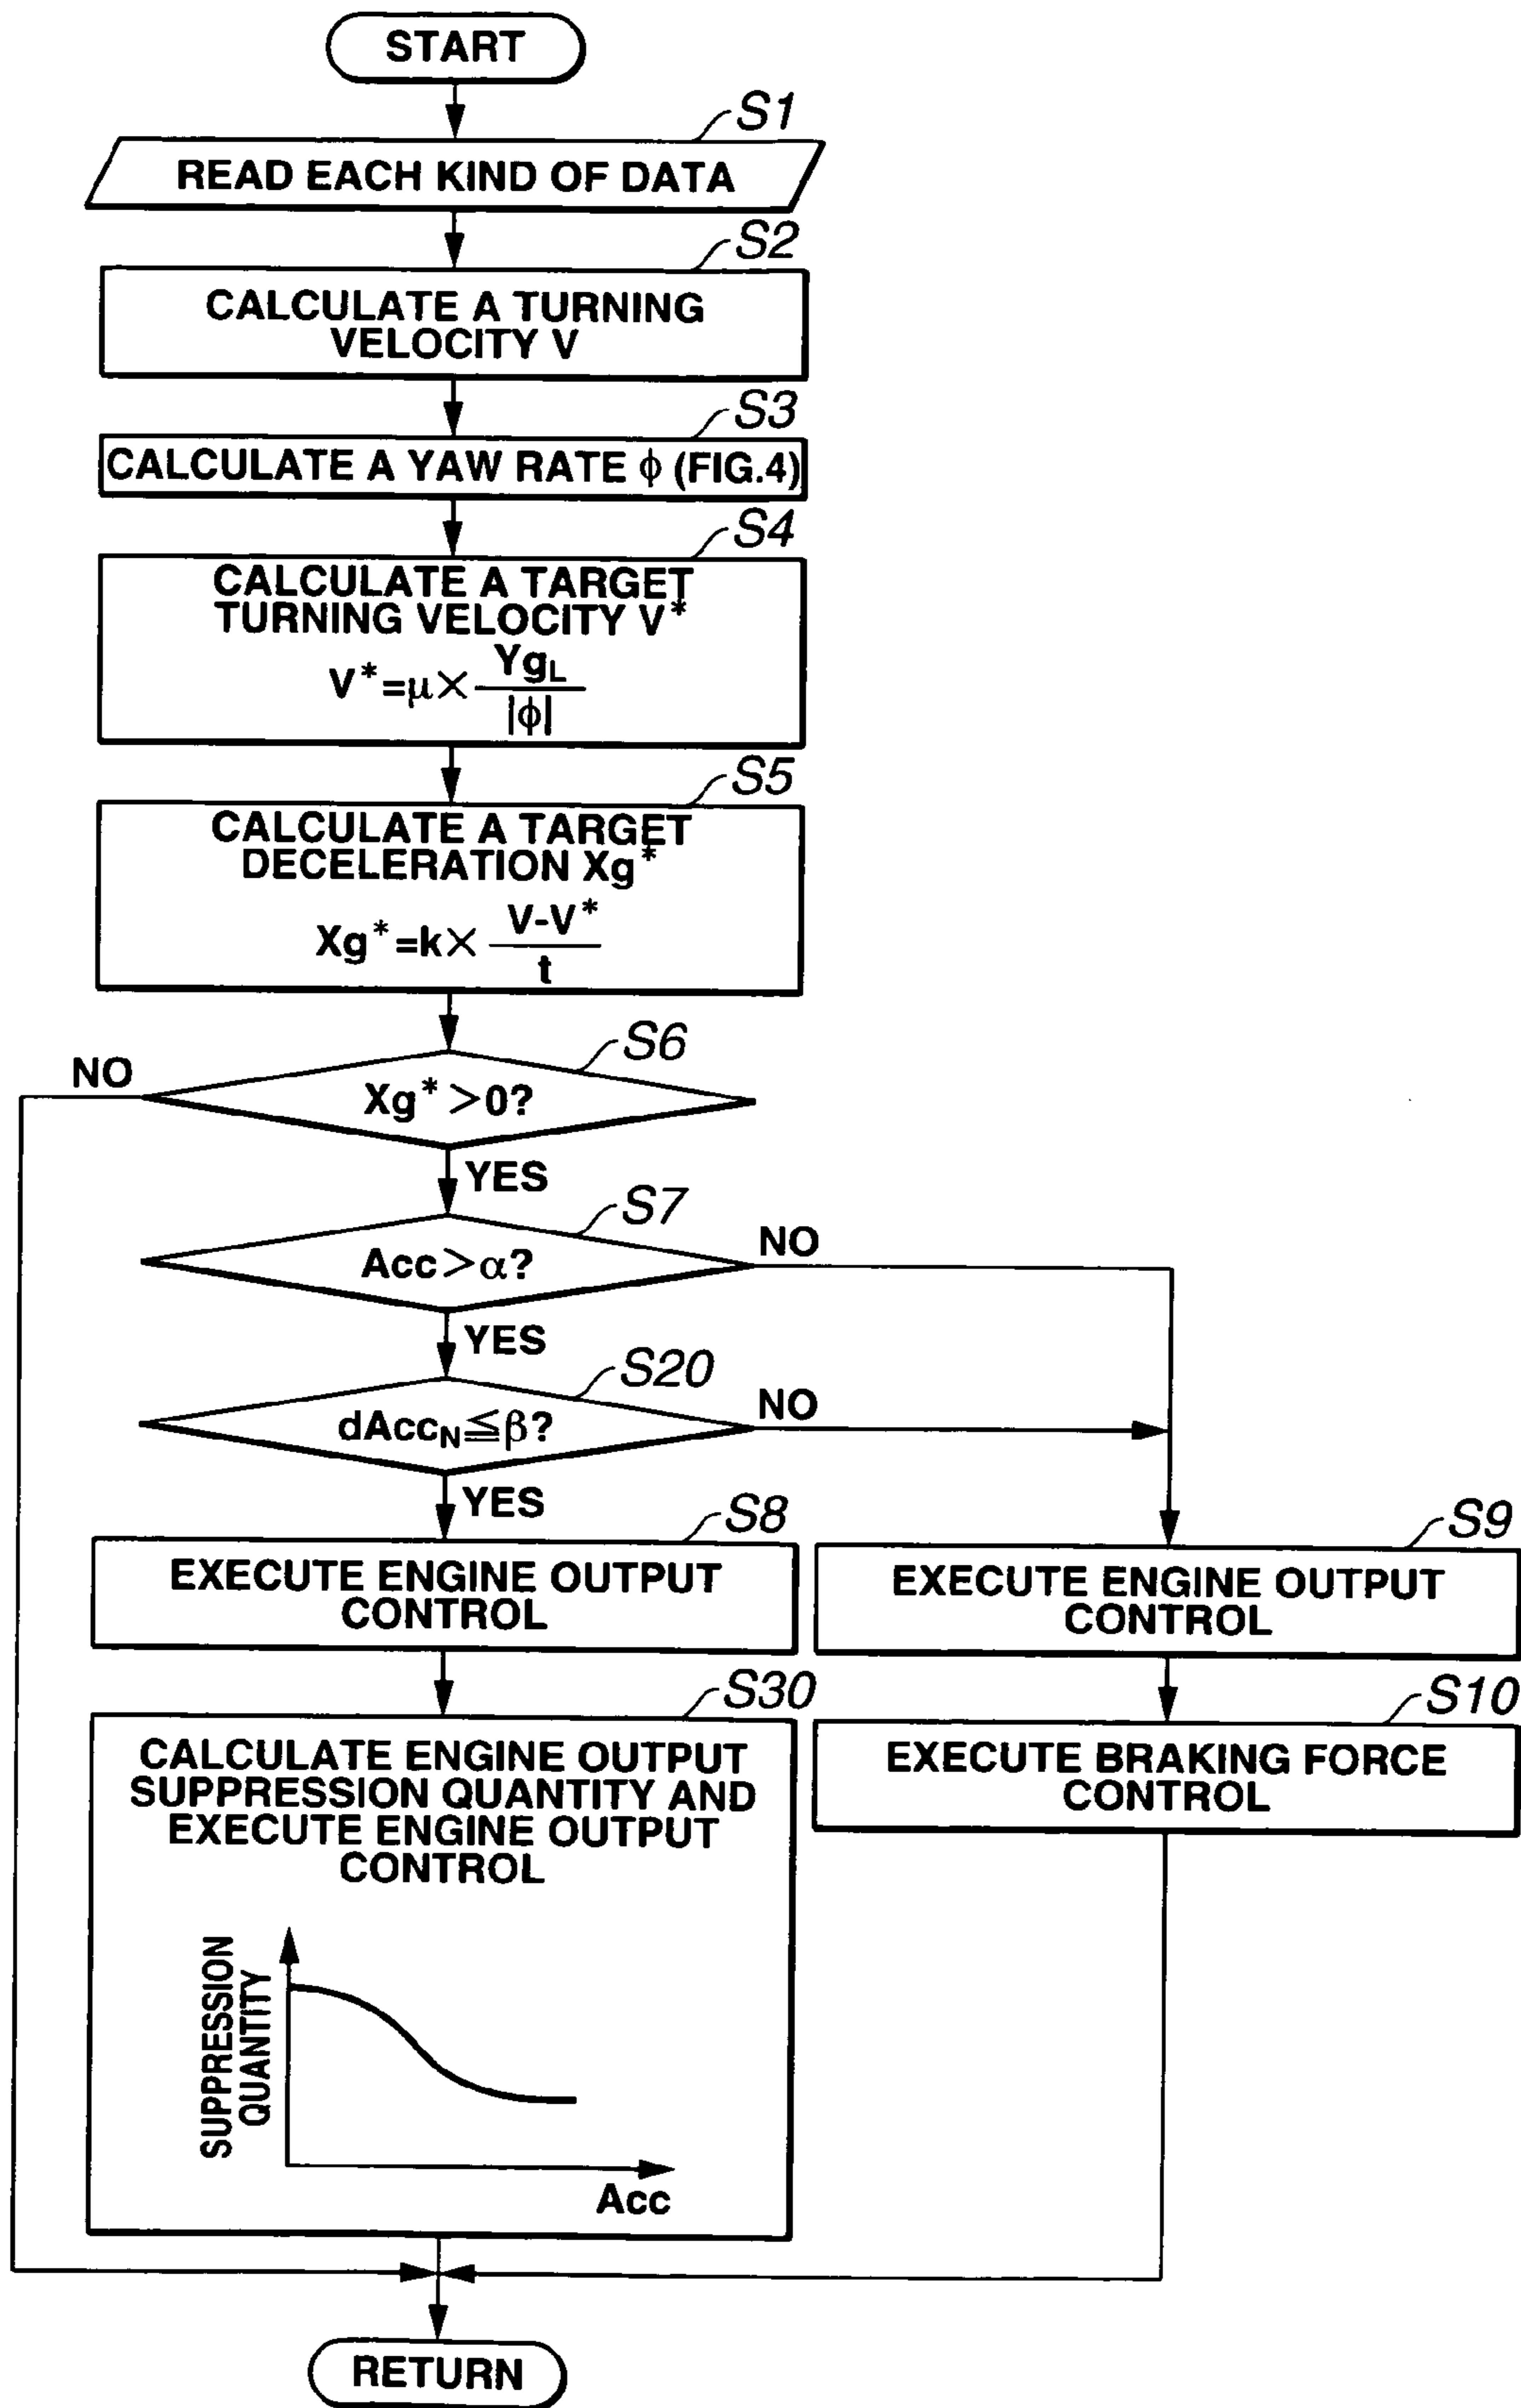 START
S1
READ EACH KIND OF DATA
S2
CALCULATE A TURNING
VELOCITY V
S3
CALCULATE A YAW RATE ϕ (FIG.4)
S4
CALCULATE A TARGET
TURNING VELOCITY V*
V*=μ× Yg_L / |ϕ|
S5
CALCULATE A TARGET
DECELERATION Xg*
Xg*=k× V-V* / t
S6
NO
Xg*>0?
YES
S7
Acc>α?
NO
YES
S20
dAcc_N≦β?
NO
YES
S8
EXECUTE ENGINE OUTPUT
CONTROL
S9
EXECUTE ENGINE OUTPUT
CONTROL
S30
CALCULATE ENGINE OUTPUT
SUPPRESSION QUANTITY AND
EXECUTE ENGINE OUTPUT
CONTROL
S10
EXECUTE BRAKING FORCE
CONTROL
SUPPRESSION
QUANTITY
Acc
RETURN